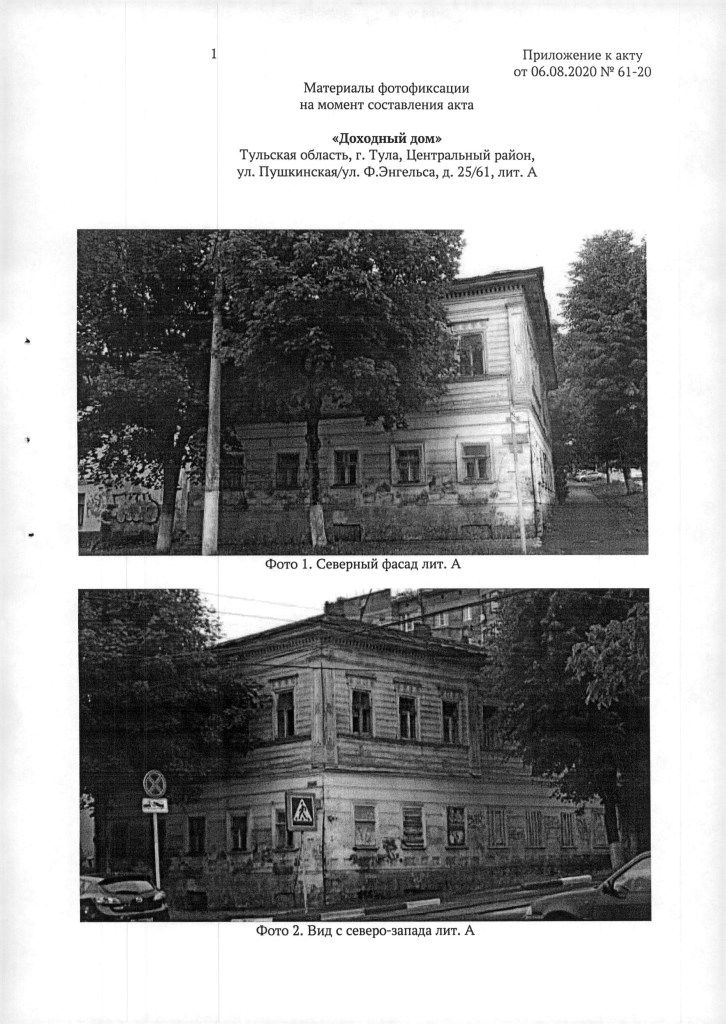 1
Приложение к акту
от 06.08.2020 № 61-20
Материалы фотофиксации
на момент составления акта
«Доходный дом»
Тульская область, г. Тула, Центральный район,
ул. Пушкинская/ул. Ф.Энгельса, д. 25/61, лит. А
Фото 1. Северный фасад лит. А
Фото 2. Вид с северо-запада лит. А